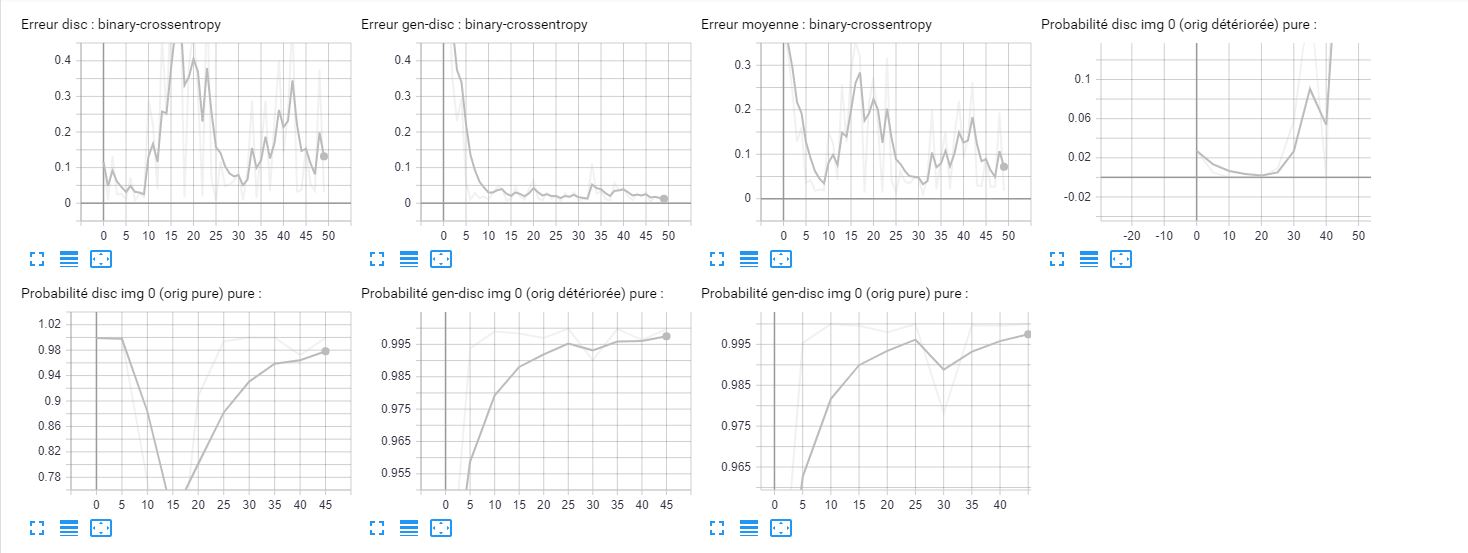 Erreur disc : binary-crossentropy
0.4
0.3
0.2
0.1
0
0 5 10 15 20 25 30 35 40 45 50
Erreur gen-disc : binary-crossentropy
0.4
0.3
0.2
0.1
0
0 5 10 15 20 25 30 35 40 45 50
Erreur moyenne : binary-crossentropy
0.3
0.2
0.1
0
0 5 10 15 20 25 30 35 40 45 50
Probabilité disc img 0 (orig détériorée) pure :
0.1
0.06
0.02
-0.02
-20 -10 0 10 20 30 40 50
Probabilité disc img 0 (orig pure) pure :
1.02
0.98
0.94
0.9
0.86
0.82
0.78
0 5 10 15 20 25 30 35 40 45
Probabilité gen-disc img 0 (orig détériorée) pure :
0.995
0.985
0.975
0.965
0.955
0 5 10 15 20 25 30 35 40 45
Probabilité gen-disc img 0 (orig pure) pure :
0.995
0.985
0.975
0.965
0 5 10 15 20 25 30 35 40